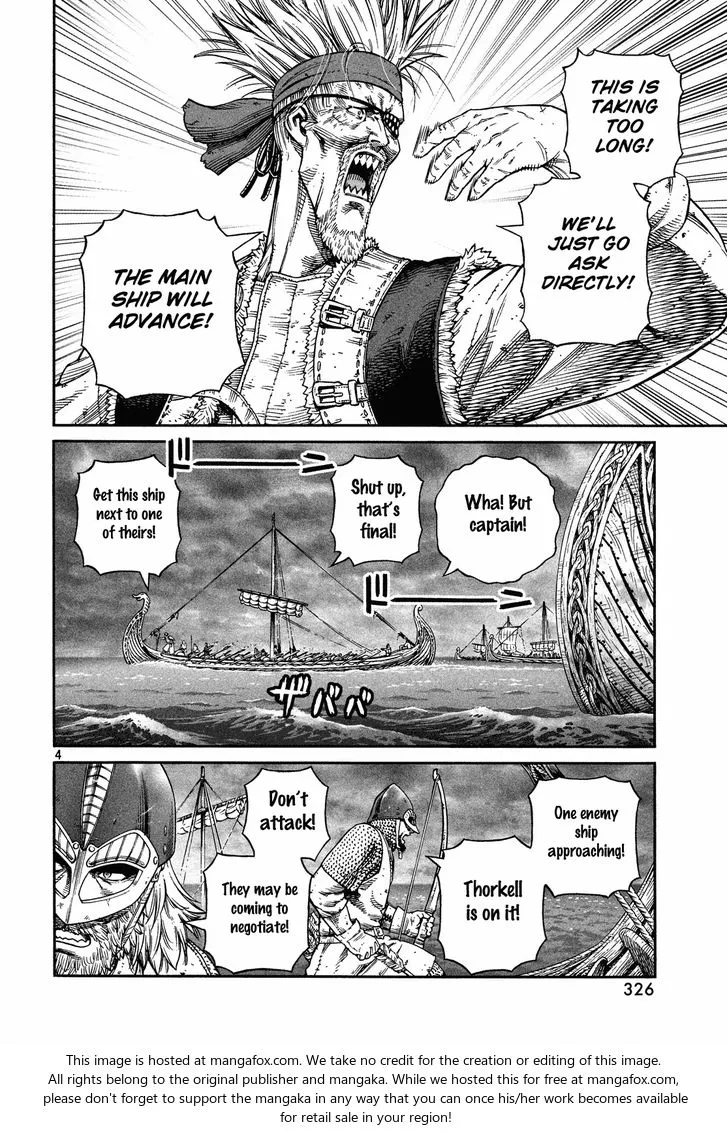 THIS IS
TAKING
TOO
LONG!
WE'LL
JUST GO
ASK
DIRECTLY!
THE MAIN
SHIP WILL
ADVANCE!
Wha! But
captain!
Shut up,
that's
final!
Get this ship
next to one
of theirs!
ドーン
ドーン
ザババ
4
One enemy
ship
approaching!
Thorkell
is on it!
Don't
attack!
They may be
coming to
negotiate!
326
This image is hosted at mangafox.com. We take no credit for the creation or editing of this image.
All rights belong to the original publisher and mangaka. While we hosted this for free at mangafox.com,
please don't forget to support the mangaka in any way that you can once his/her work becomes available
for retail sale in your region!